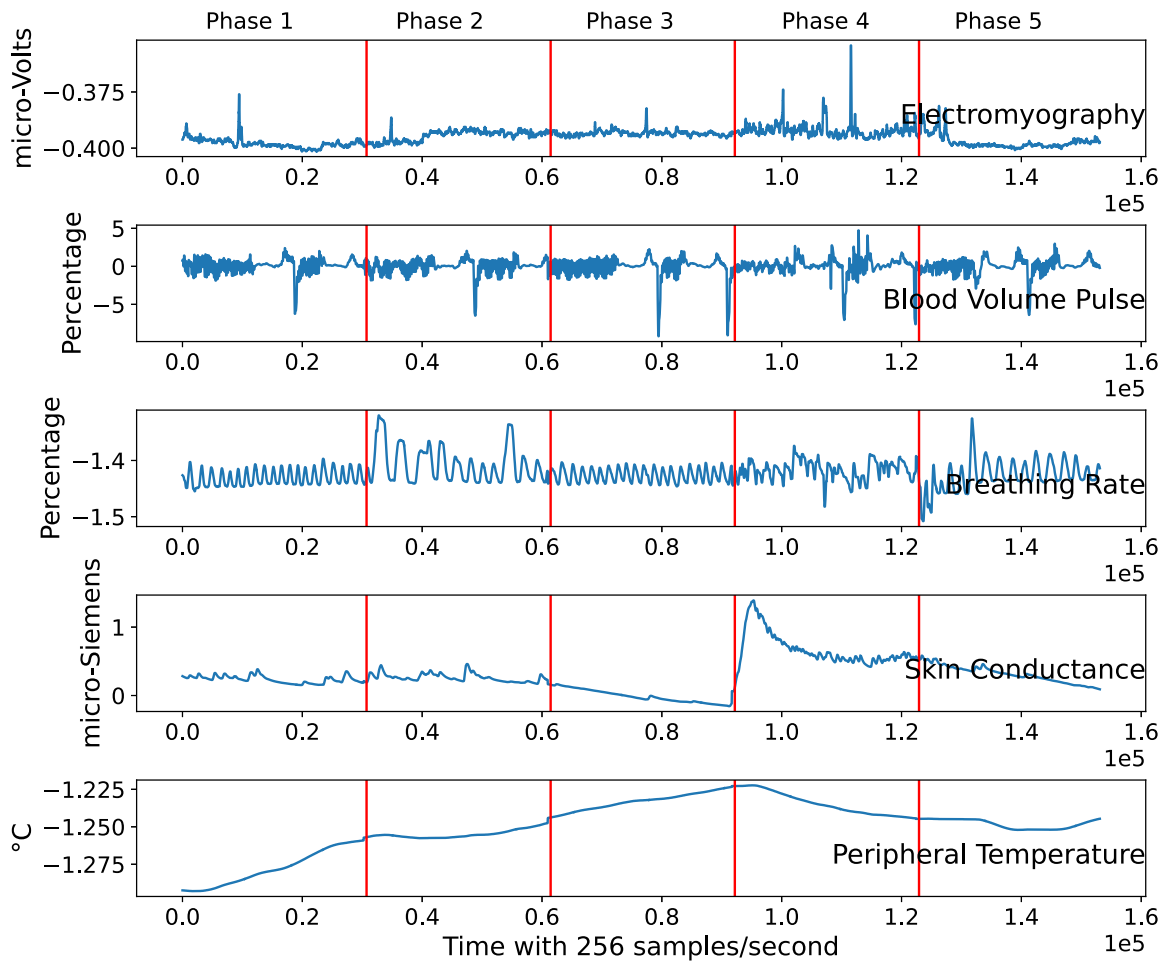 Phase 1 Phase 2 Phase 3 Phase 4 Phase 5
micro-Volts
−0.375
−0.400
Electromyography
0.0 0.2 0.4 0.6 0.8 1.0 1.2 1.4 1.6
1e5
Percentage
5
0
−5
Blood Volume Pulse
0.0 0.2 0.4 0.6 0.8 1.0 1.2 1.4 1.6
1e5
Percentage
−1.4
−1.5
Breathing Rate
0.0 0.2 0.4 0.6 0.8 1.0 1.2 1.4 1.6
1e5
micro-Siemens
1
0
Skin Conductance
0.0 0.2 0.4 0.6 0.8 1.0 1.2 1.4 1.6
1e5
°C
−1.225
−1.250
−1.275
Peripheral Temperature
0.0 0.2 0.4 0.6 0.8 1.0 1.2 1.4 1.6
1e5
Time with 256 samples/second